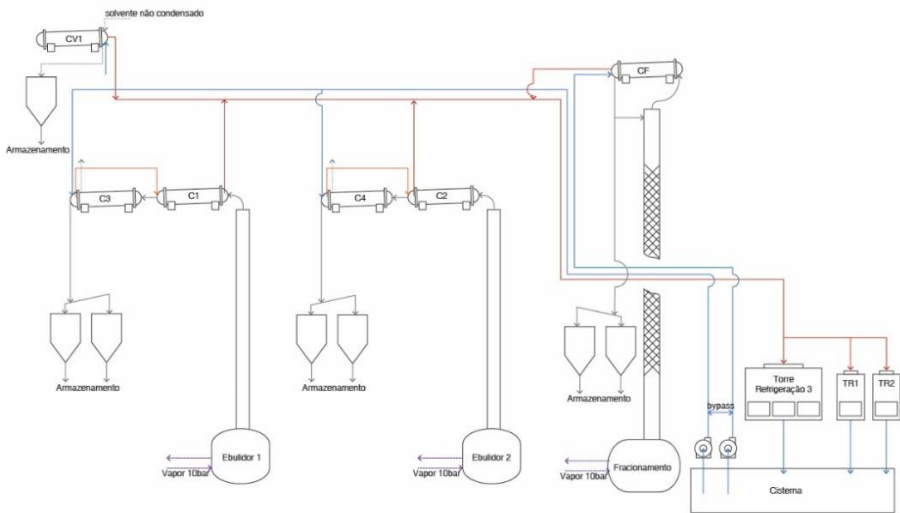 solvente não condensado
CV1
CF
Armazenamento
C3
C1
C4
C2
Armazenamento
Armazenamento
Armazenamento
Torre
Refrigeração 3
TR1
TR2
bypass
Ebulidor 1
Ebulidor 2
Fracionamento
Vapor 10bar
Vapor 10bar
Vapor 10bar
Cisterna